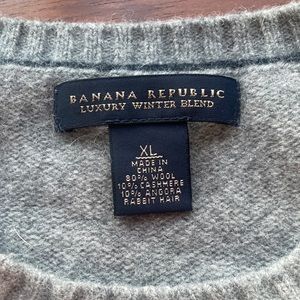 BANANA REPUBLIC
LUXURY WINTER BLEND
XL
MADE IN
CHINA
80% WOOL
10% CASHMERE
10% ANGORA
RABBIT HAIR